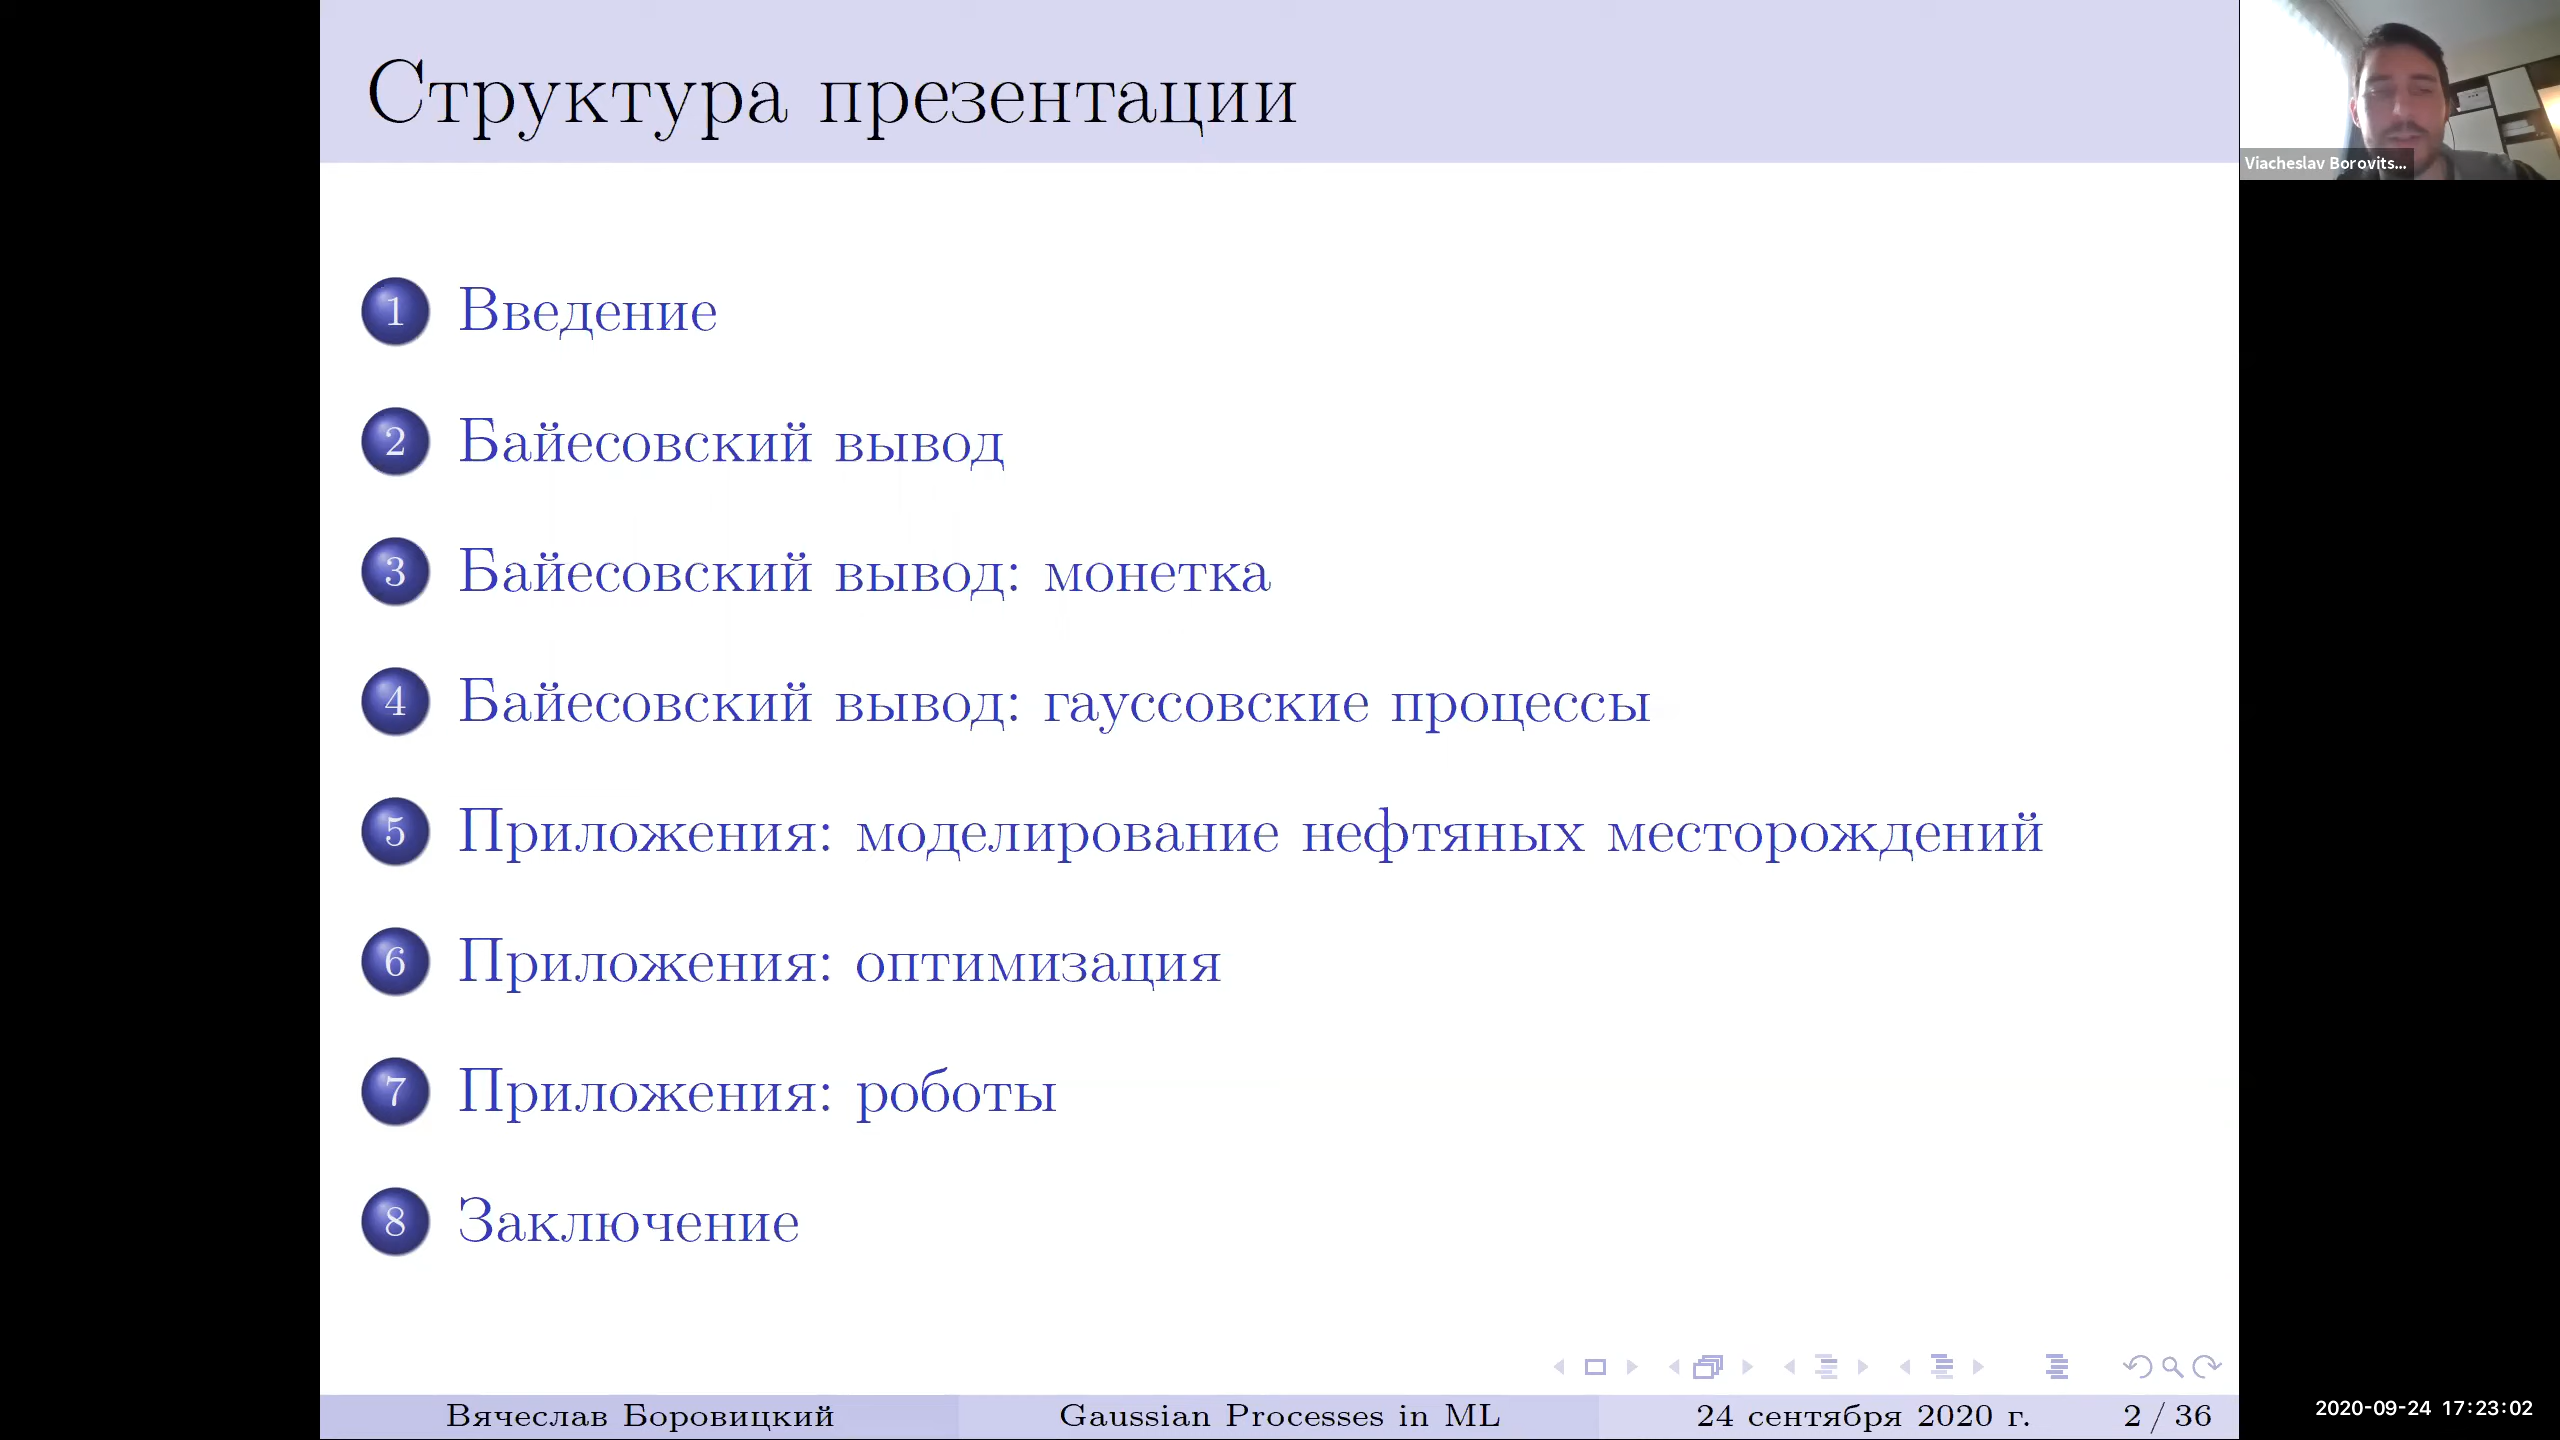 Структура презентации
Viacheslav Borovits...
1 Введение
2 Байесовский вывод
3 Байесовский вывод: монетка
4 Байесовский вывод: гауссовские процессы
5 Приложения: моделирование нефтяных месторождений
6 Приложения: оптимизация
7 Приложения: роботы
8 Заключение
Вячеслав Боровицкий
Gaussian Processes in ML
24 сентября 2020 г.
2 / 36
2020-09-24 17:23:02